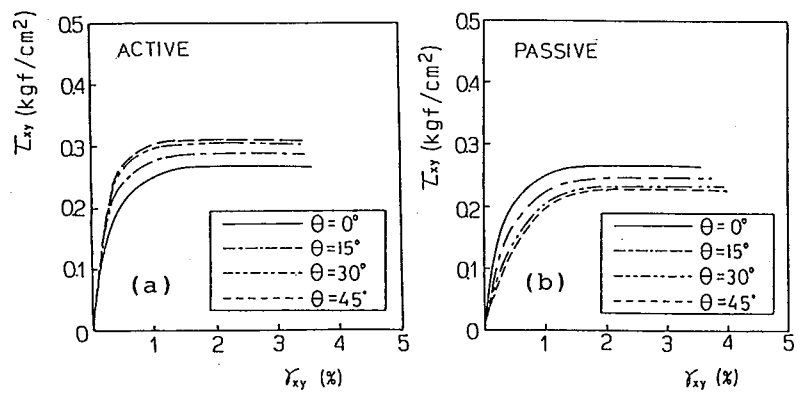 ACTIVE
τxy (kgf/cm²)
0.5
0.4
0.3
0.2
0.1
0
0 1 2 3 4 5
γxy (%)
(a)
θ=0°
θ=15°
θ=30°
θ=45°
PASSIVE
τxy (kgf/cm²)
0.5
0.4
0.3
0.2
0.1
0
0 1 2 3 4 5
γxy (%)
(b)
θ=0°
θ=15°
θ=30°
θ=45°